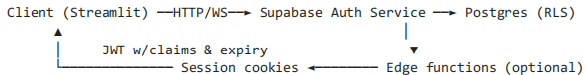 Client (Streamlit) ──HTTP/WS──► Supabase Auth Service ──► Postgres (RLS)
JWT w/claims & expiry
Session cookies ◄──────── Edge functions (optional)